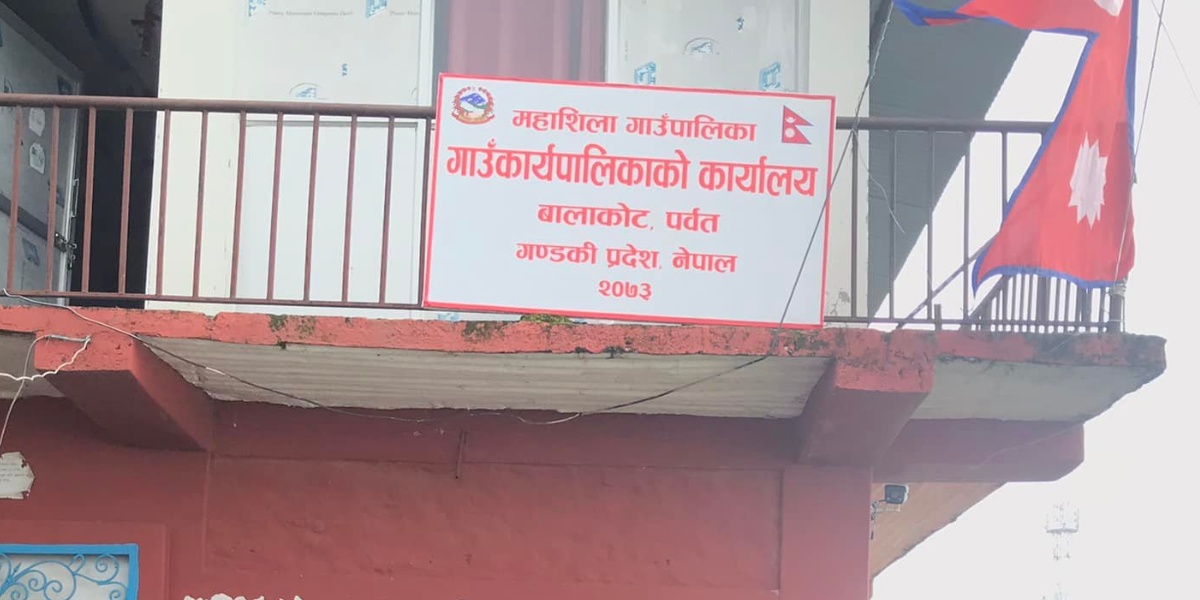 महाशिला गाउँपालिका
गाउँकार्यपालिकाको कार्यालय
बालाकोट, पर्वत
गण्डकी प्रदेश, नेपाल
२०७३